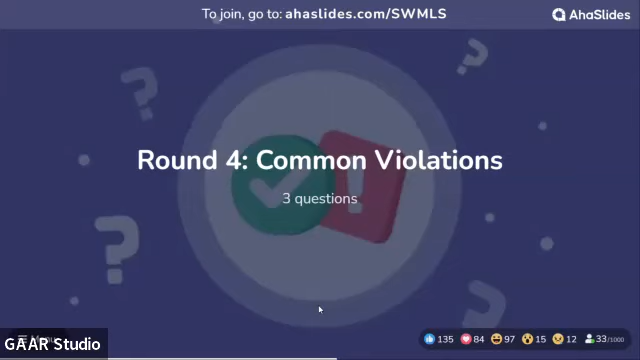 To join, go to: ahaslides.com/SWMLS
AhaSlides
Round 4: Common Violations
3 questions
GAAR Studio
135 84 97 15 12 33/1000